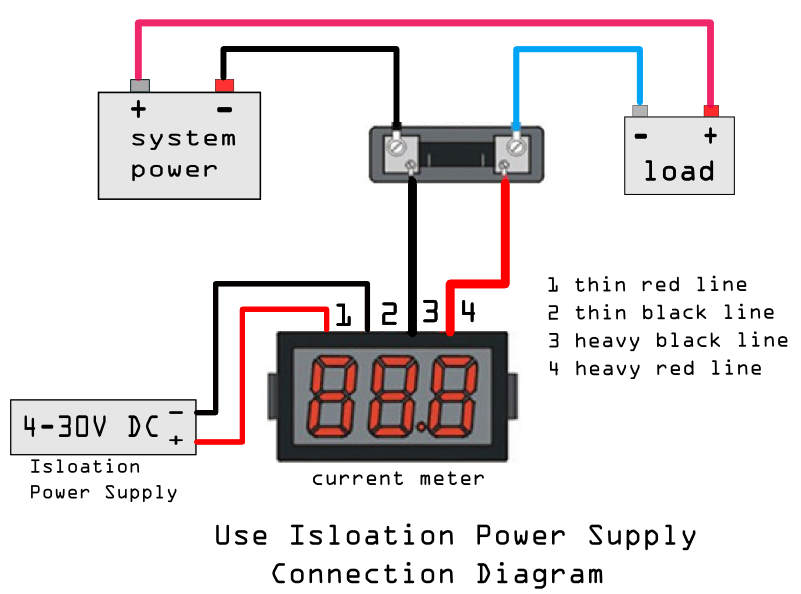 + -
system
power
- +
load
1 2 3 4
1 thin red line
2 thin black line
3 heavy black line
4 heavy red line
88.8
4-30V DC - +
Isloation
Power Supply
current meter
Use Isloation Power Supply
Connection Diagram